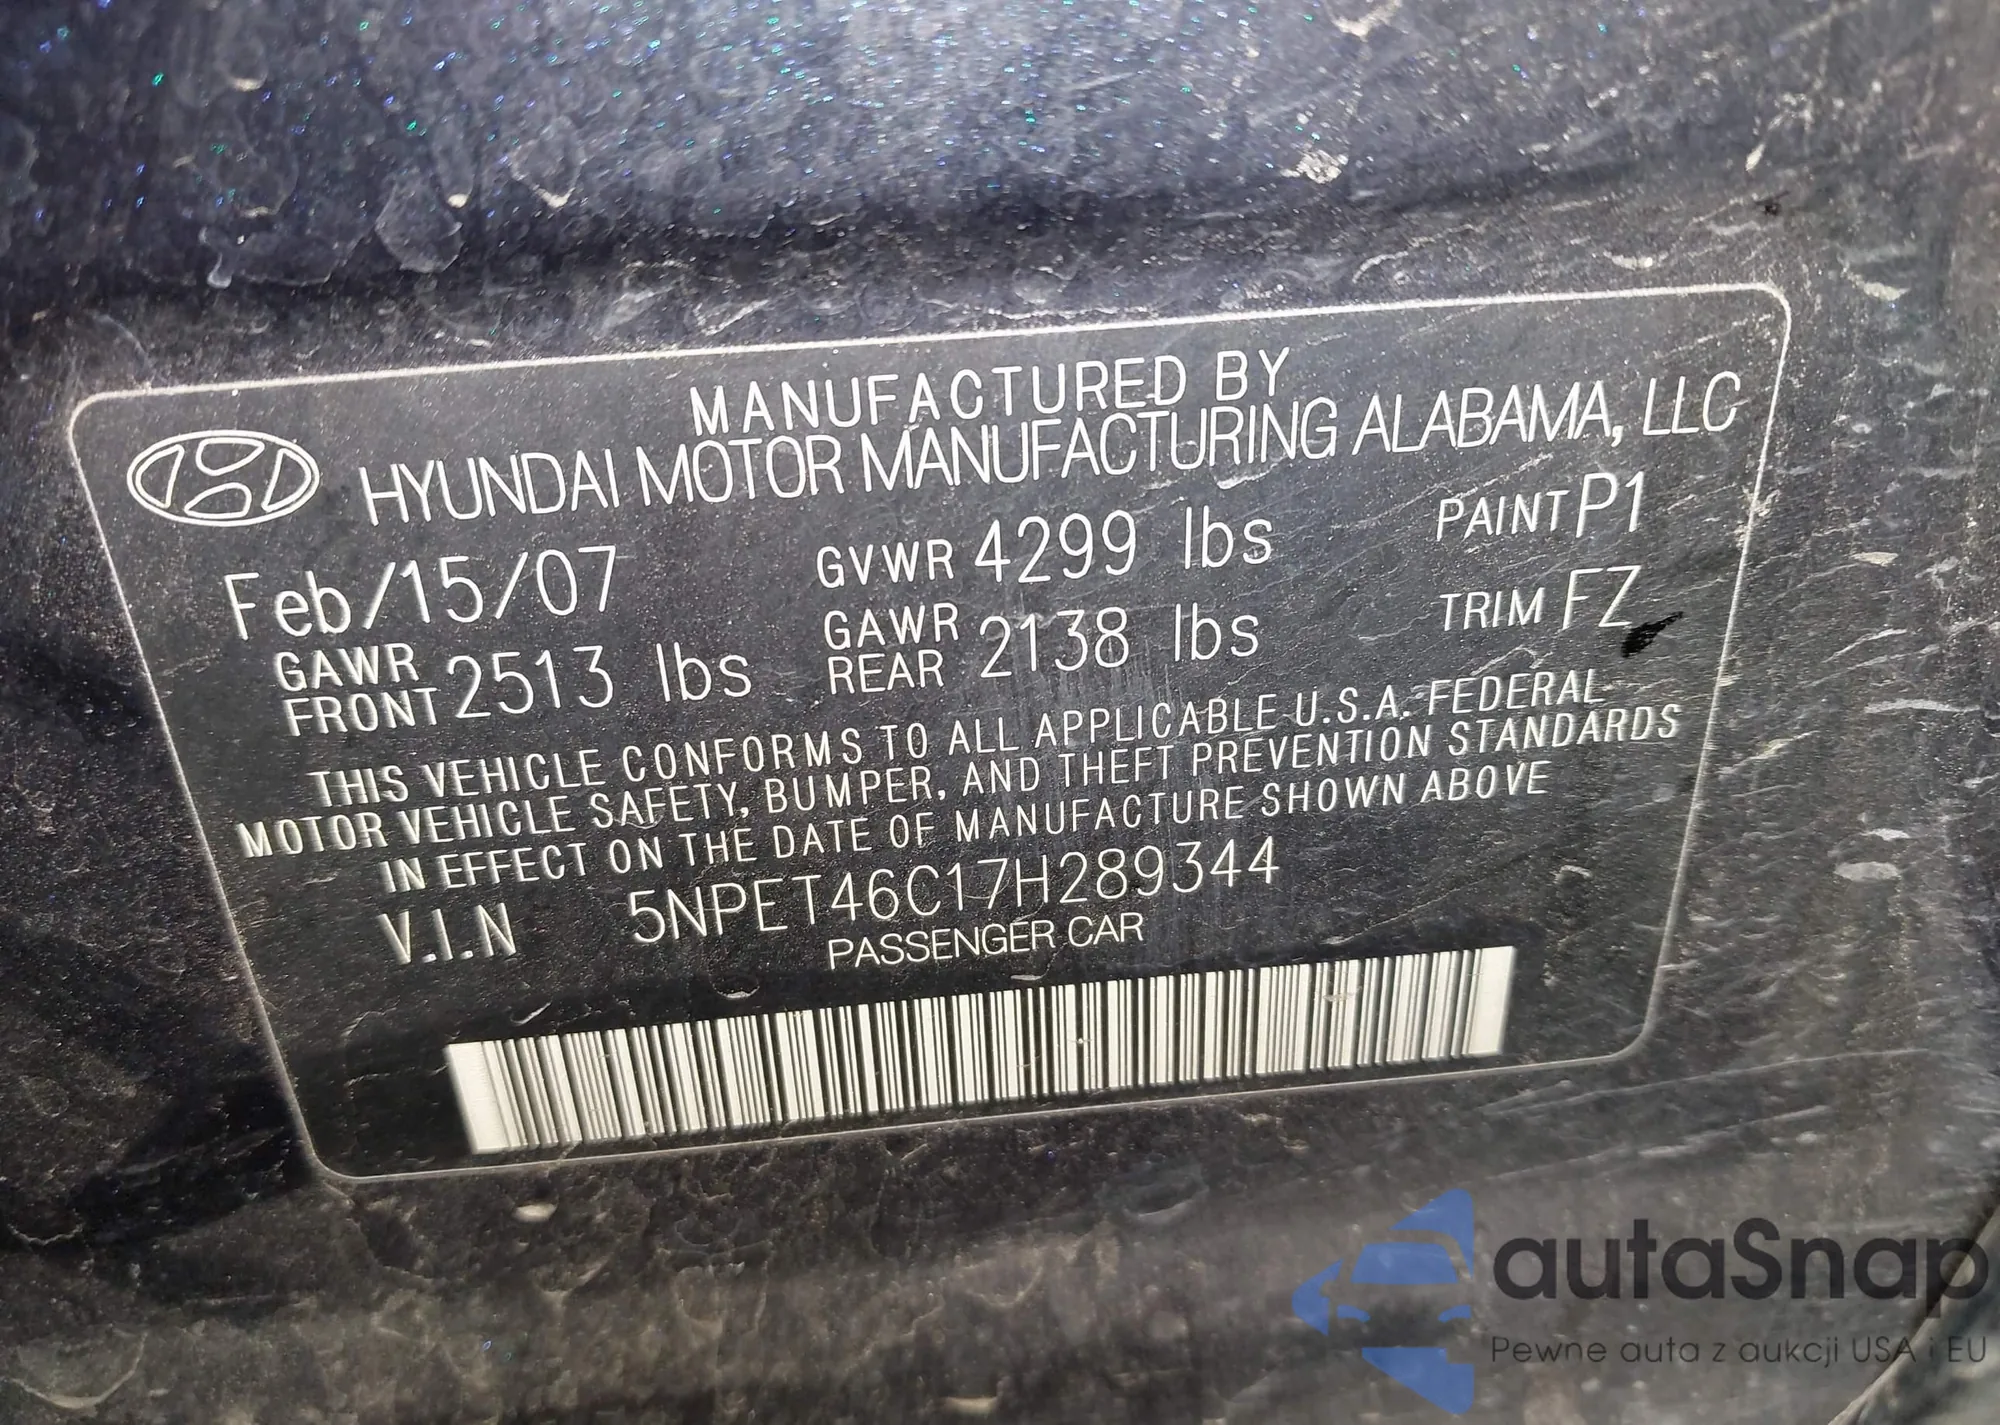 MANUFACTURED BY
HYUNDAI MOTOR MANUFACTURING ALABAMA, LLC
Feb/15/07 GVWR 4299 lbs PAINT P1
GAWR FRONT 2513 lbs GAWR REAR 2138 lbs TRIM FZ
THIS VEHICLE CONFORMS TO ALL APPLICABLE U.S.A. FEDERAL
MOTOR VEHICLE SAFETY, BUMPER, AND THEFT PREVENTION STANDARDS
IN EFFECT ON THE DATE OF MANUFACTURE SHOWN ABOVE
V.I.N 5NPET46C17H289344
PASSENGER CAR
autaSnap
Pewne auta z aukcji USA i EU